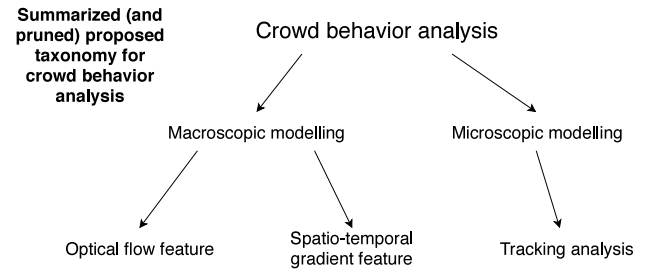 Summarized (and
pruned) proposed
taxonomy for
crowd behavior
analysis
Crowd behavior analysis
Macroscopic modelling
Microscopic modelling
Optical flow feature
Spatio-temporal
gradient feature
Tracking analysis